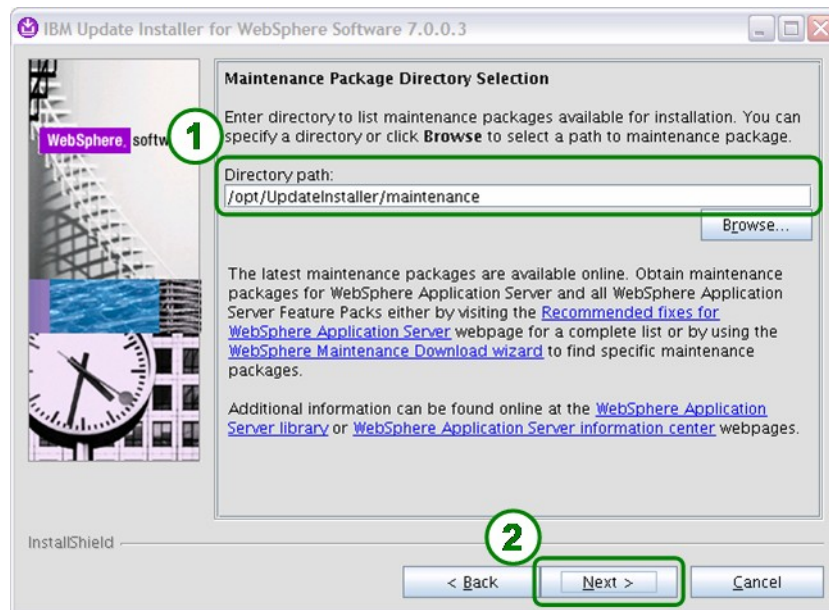 IBM Update Installer for WebSphere Software 7.0.0.3
Maintenance Package Directory Selection
Enter directory to list maintenance packages available for installation. You can
specify a directory or click Browse to select a path to maintenance package.
WebSphere. softw
1
Directory path:
/opt/UpdateInstaller/maintenance
Browse...
The latest maintenance packages are available online. Obtain maintenance
packages for WebSphere Application Server and all WebSphere Application
Server Feature Packs either by visiting the Recommended fixes for
WebSphere Application Server webpage for a complete list or by using the
WebSphere Maintenance Download wizard to find specific maintenance
packages.
Additional information can be found online at the WebSphere Application
Server library or WebSphere Application Server information center webpages.
InstallShield
2
< Back
Next >
Cancel